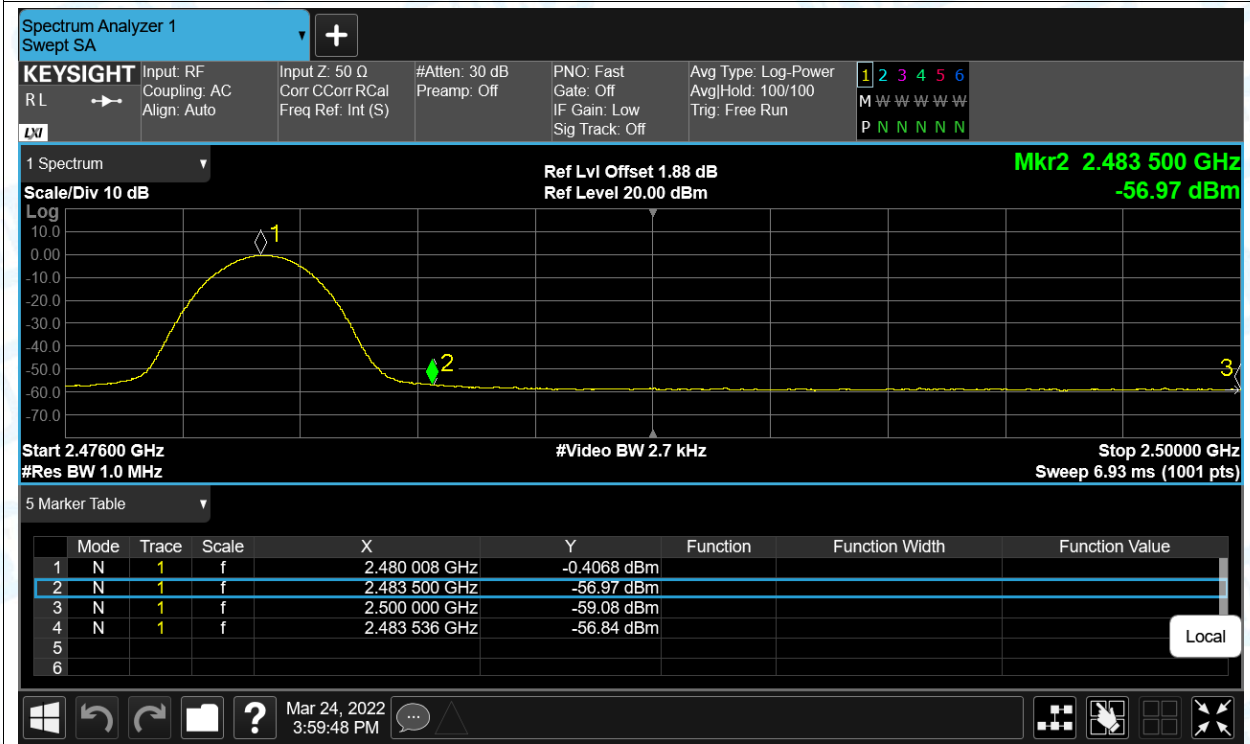 Spectrum Analyzer 1
Swept SA
+
KEYSIGHT
R L
LXI
Input: RF
Coupling: AC
Align: Auto
Input Z: 50 Ω
Corr CCorr RCal
Freq Ref: Int (S)
#Atten: 30 dB
Preamp: Off
PNO: Fast
Gate: Off
IF Gain: Low
Sig Track: Off
Avg Type: Log-Power
Avg|Hold: 100/100
Trig: Free Run
1 2 3 4 5 6
M W W W W W
P N N N N N
1 Spectrum
Scale/Div 10 dB
Ref Lvl Offset 1.88 dB
Ref Level 20.00 dBm
Mkr2 2.483 500 GHz
-56.97 dBm
Log
10.0
0.00
-10.0
-20.0
-30.0
-40.0
-50.0
-60.0
-70.0
1
2
3
Start 2.47600 GHz
#Video BW 2.7 kHz
Stop 2.50000 GHz
#Res BW 1.0 MHz
Sweep 6.93 ms (1001 pts)
5 Marker Table
Mode Trace Scale X Y Function Function Width Function Value
1 N 1 f 2.480 008 GHz -0.4068 dBm
2 N 1 f 2.483 500 GHz -56.97 dBm
3 N 1 f 2.500 000 GHz -59.08 dBm
4 N 1 f 2.483 536 GHz -56.84 dBm
5
6
Local
?
Mar 24, 2022
3:59:48 PM